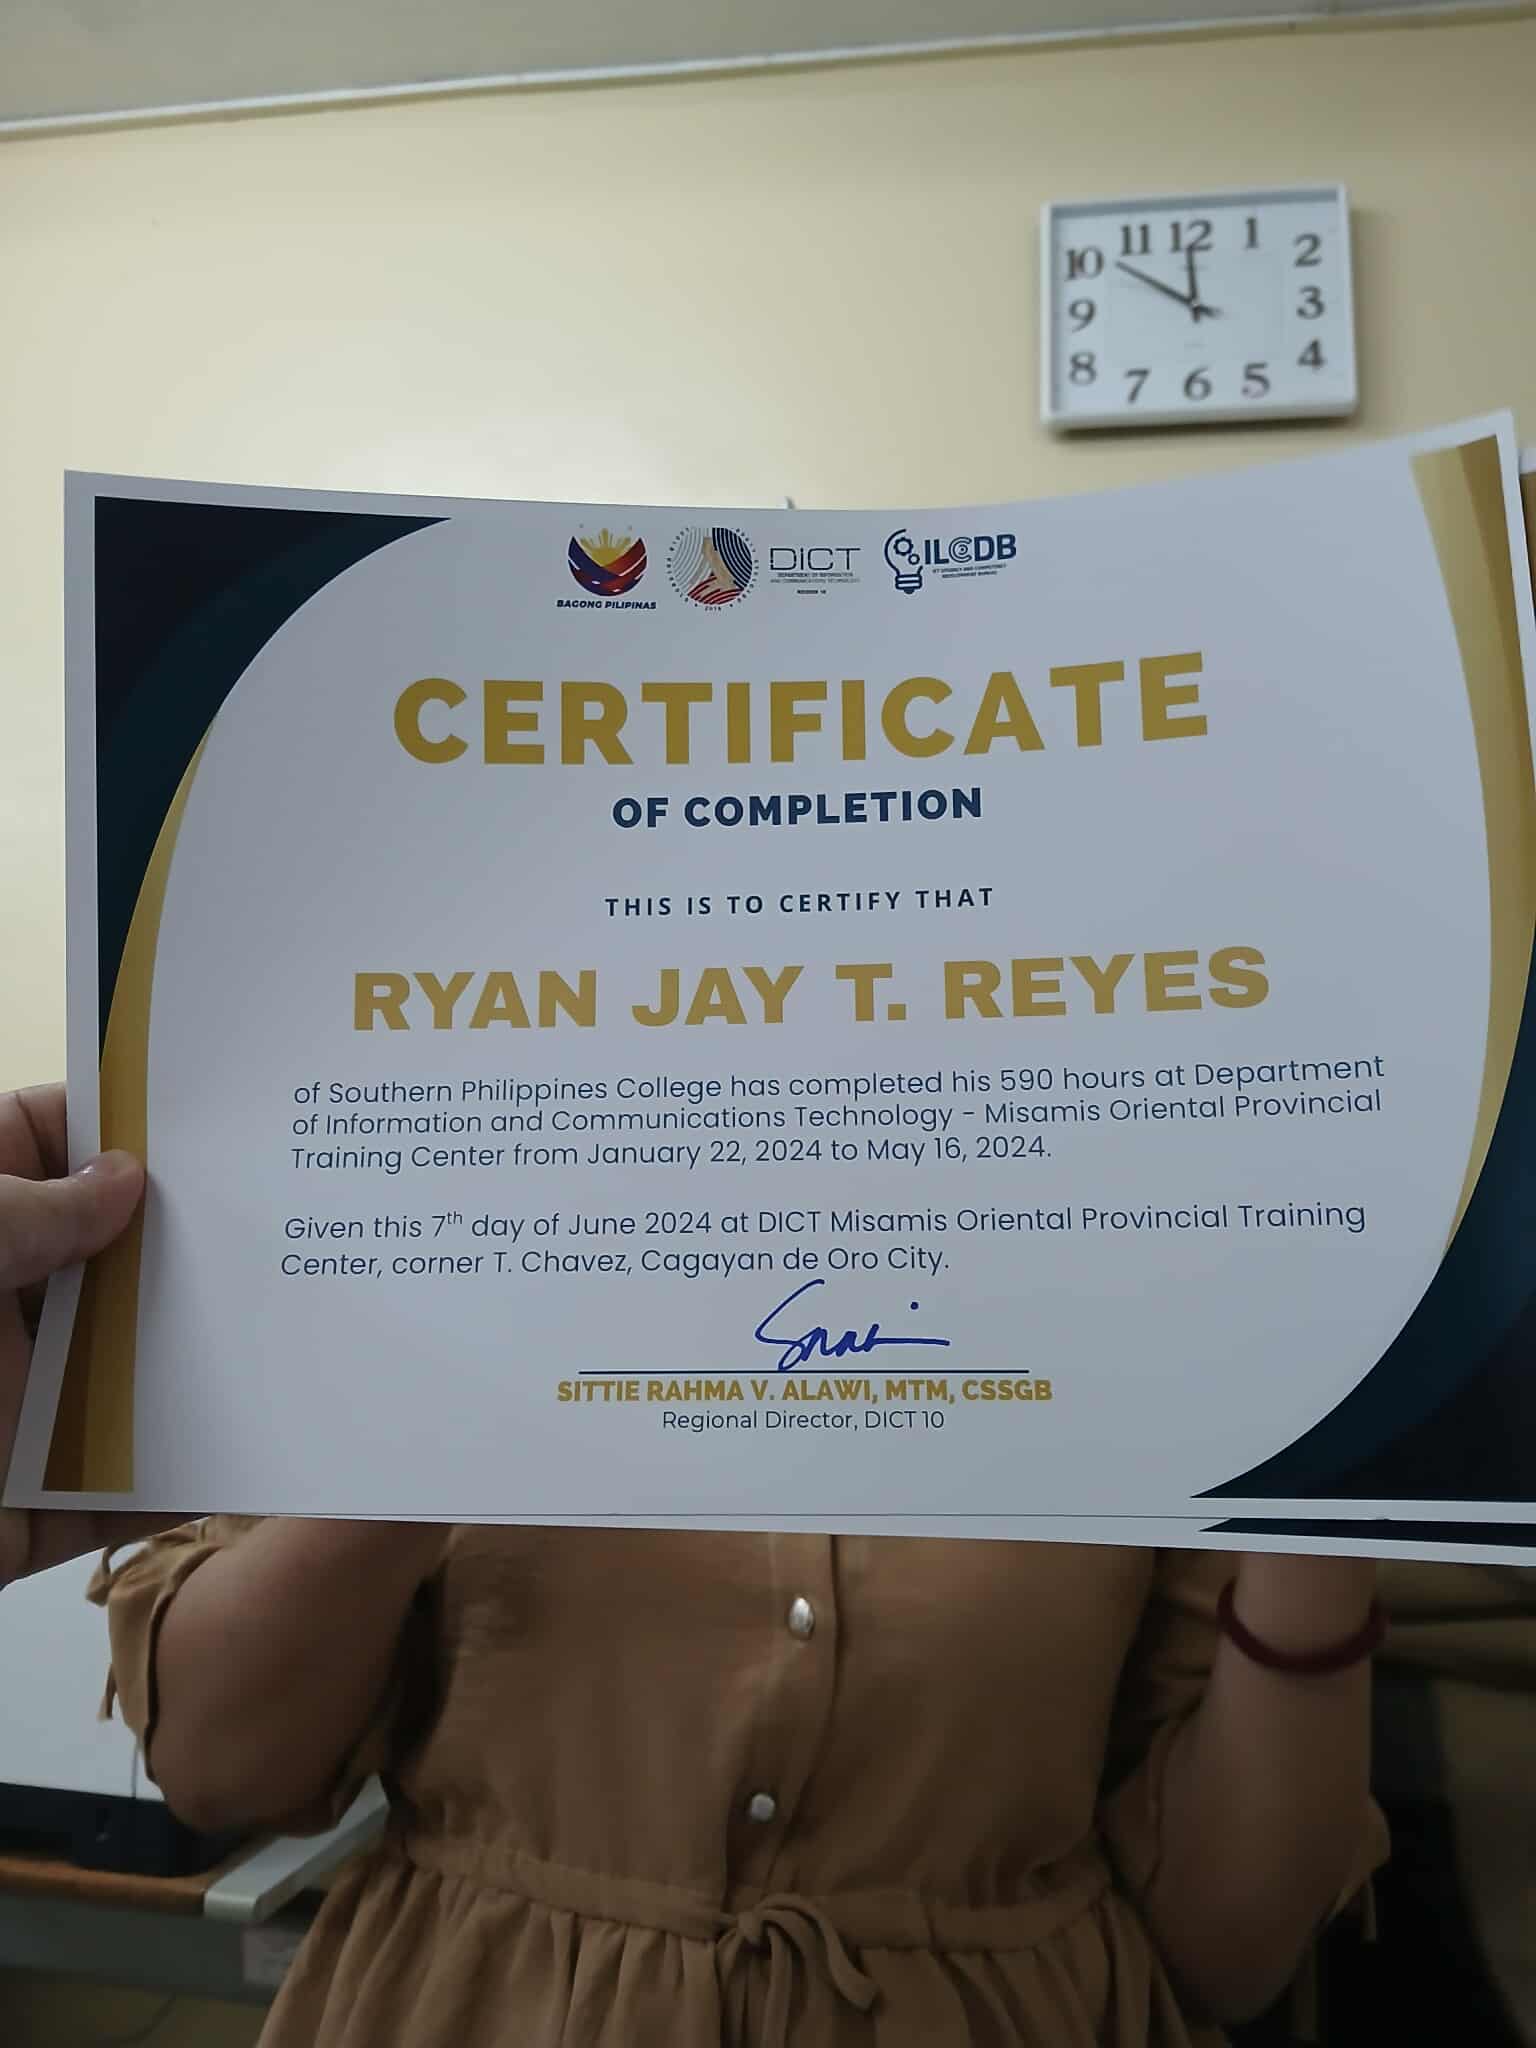 11 12 1
10 2
9 3
8 4
7 6 5
BAGONG PILIPINAS
DICT
DEPARTMENT OF INFORMATION
AND COMMUNICATIONS TECHNOLOGY
REGION 10
2016
ILCDB
ICT LITERACY AND COMPETENCY
DEVELOPMENT BUREAU
CERTIFICATE
OF COMPLETION
THIS IS TO CERTIFY THAT
RYAN JAY T. REYES
of Southern Philippines College has completed his 590 hours at Department
of Information and Communications Technology - Misamis Oriental Provincial
Training Center from January 22, 2024 to May 16, 2024.
Given this 7th day of June 2024 at DICT Misamis Oriental Provincial Training
Center, corner T. Chavez, Cagayan de Oro City.
SITTIE RAHMA V. ALAWI, MTM, CSSGB
Regional Director, DICT 10